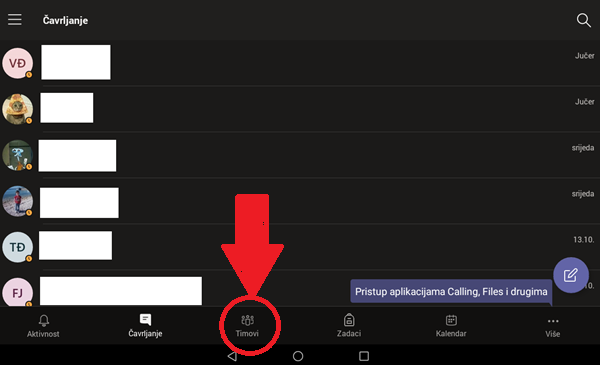 Čavrljanje
VĐ
Jučer
Jučer
srijeda
srijeda
TĐ
13.10.
FJ
Pristup aplikacijama Calling, Files i drugima
Aktivnost
Čavrljanje
Timovi
Zadaci
Kalendar
Više